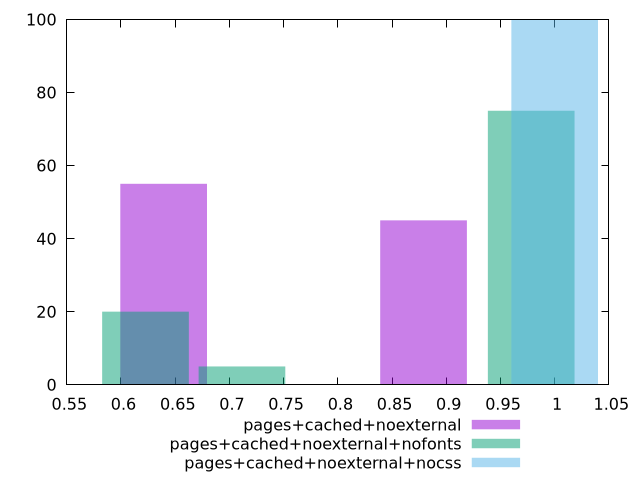 100
80
60
40
20
0
0.55 0.6 0.65 0.7 0.75 0.8 0.85 0.9 0.95 1 1.05
pages+cached+noexternal
pages+cached+noexternal+nofonts
pages+cached+noexternal+nocss